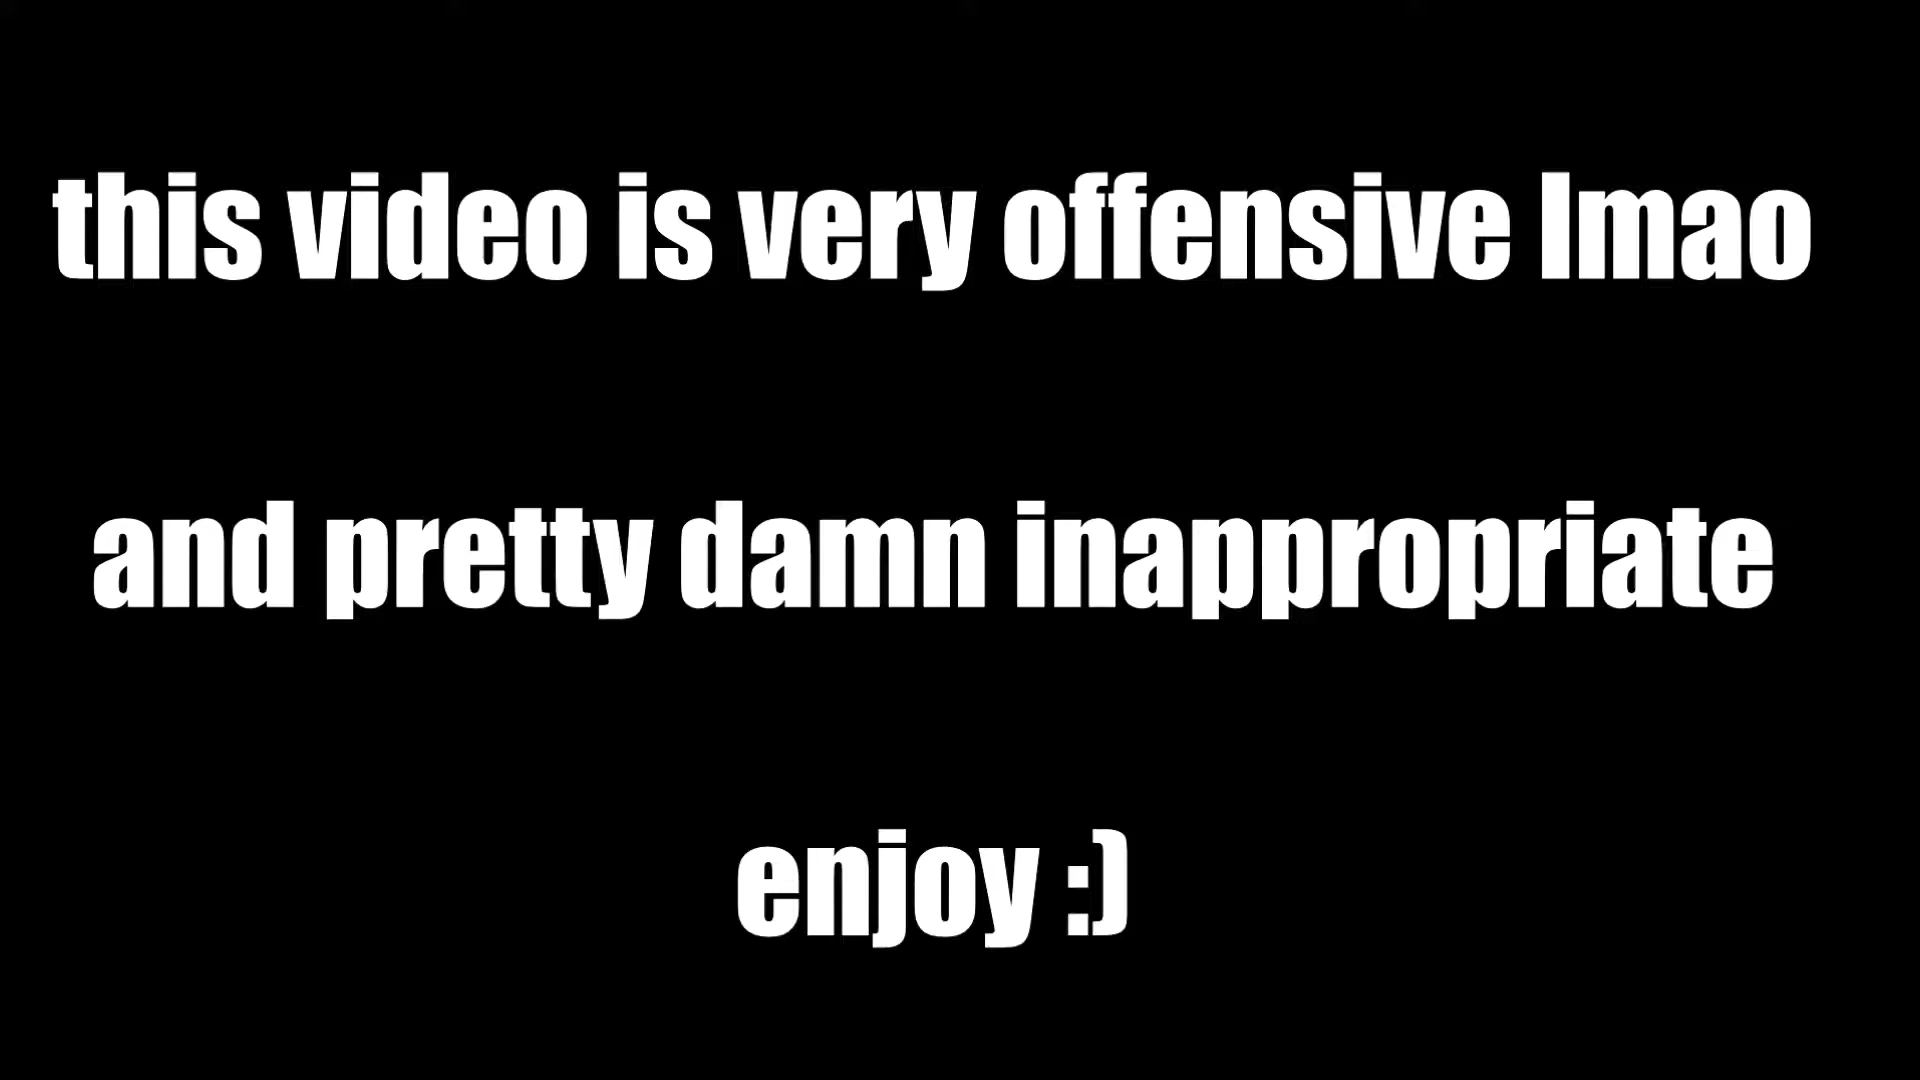 this video is very offensive lmao
and pretty damn inappropriate
enjoy :)